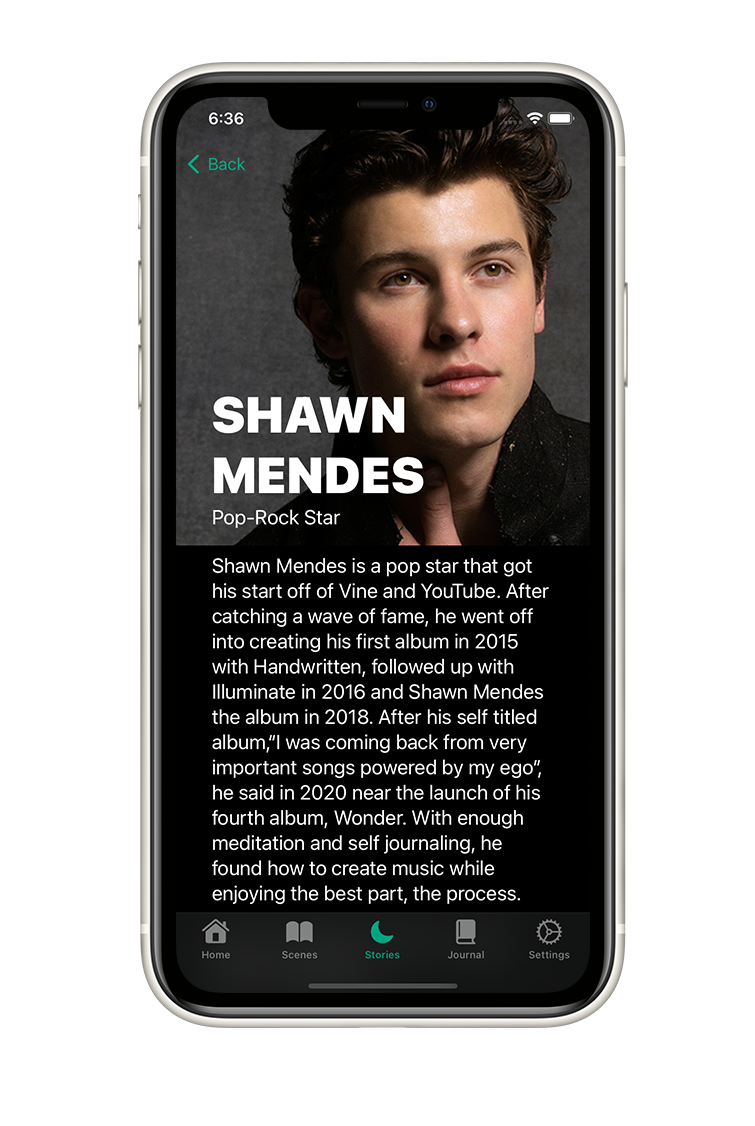 6:36
Back
SHAWN
MENDES
Pop-Rock Star
Shawn Mendes is a pop star that got
his start off of Vine and YouTube. After
catching a wave of fame, he went off
into creating his first album in 2015
with Handwritten, followed up with
Illuminate in 2016 and Shawn Mendes
the album in 2018. After his self titled
album,“I was coming back from very
important songs powered by my ego”,
he said in 2020 near the launch of his
fourth album, Wonder. With enough
meditation and self journaling, he
found how to create music while
enjoying the best part, the process.
Home Scenes Stories Journal Settings